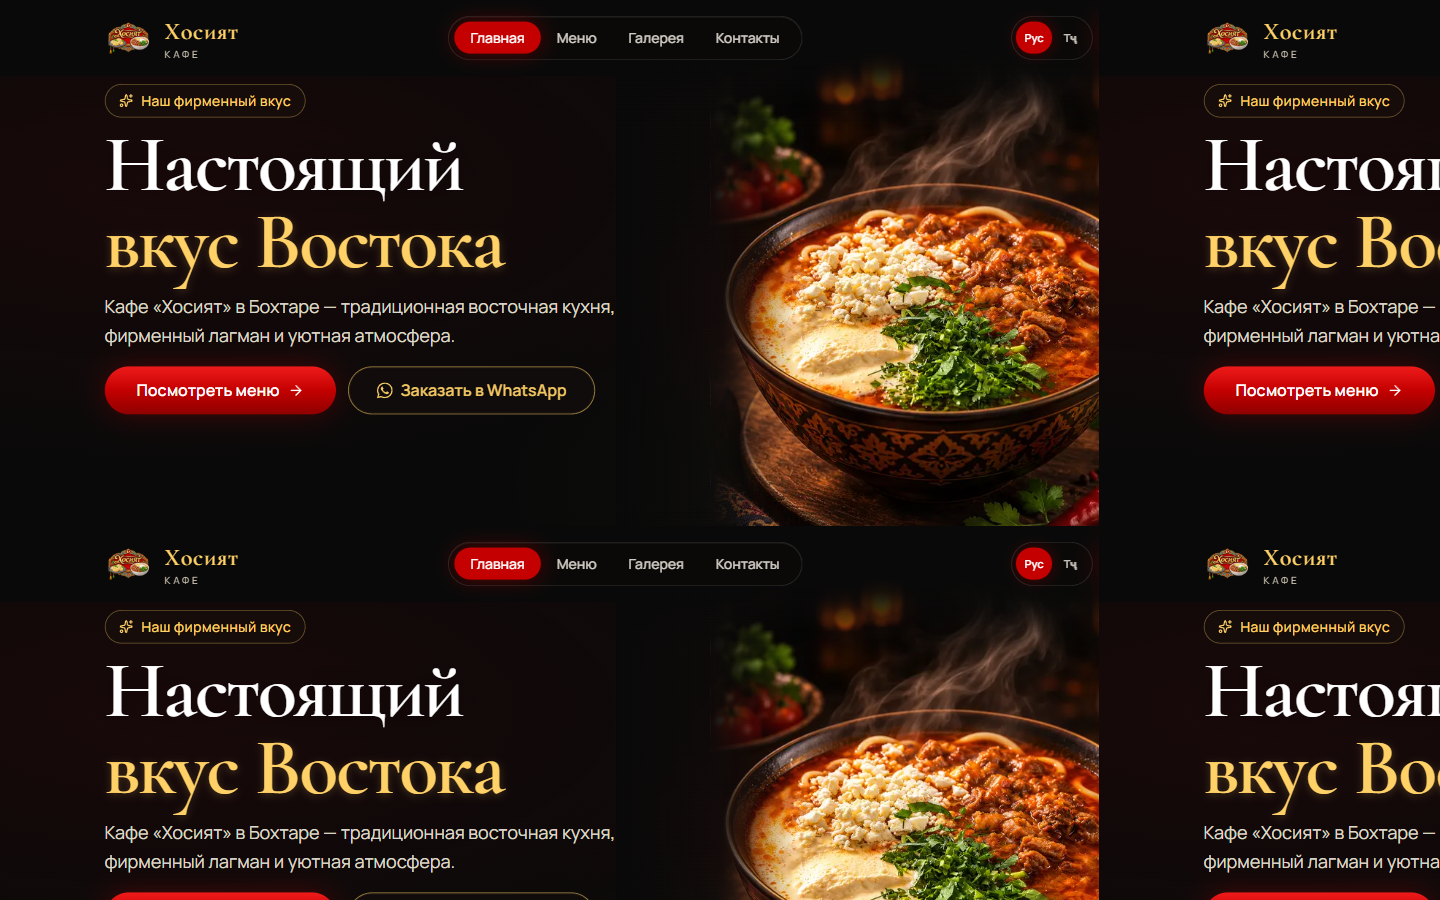 Хосият
КАФЕ
Главная Меню Галерея Контакты
Рус Тҷ
Хосият
КАФЕ
Наш фирменный вкус
Наш фирменный вкус
Настоящий
Настоящ
вкус Востока
вкус Вос
Кафе «Хосият» в Бохтаре — традиционная восточная кухня,
Кафе «Хосият» в Бохтаре —
фирменный лагман и уютная атмосфера.
фирменный лагман и уютна
Посмотреть меню → Заказать в WhatsApp
Посмотреть меню →
Хосият
КАФЕ
Главная Меню Галерея Контакты
Рус Тҷ
Хосият
КАФЕ
Наш фирменный вкус
Наш фирменный вкус
Настоящий
Настоящ
вкус Востока
вкус Вос
Кафе «Хосият» в Бохтаре — традиционная восточная кухня,
Кафе «Хосият» в Бохтаре —
фирменный лагман и уютная атмосфера.
фирменный лагман и уютна